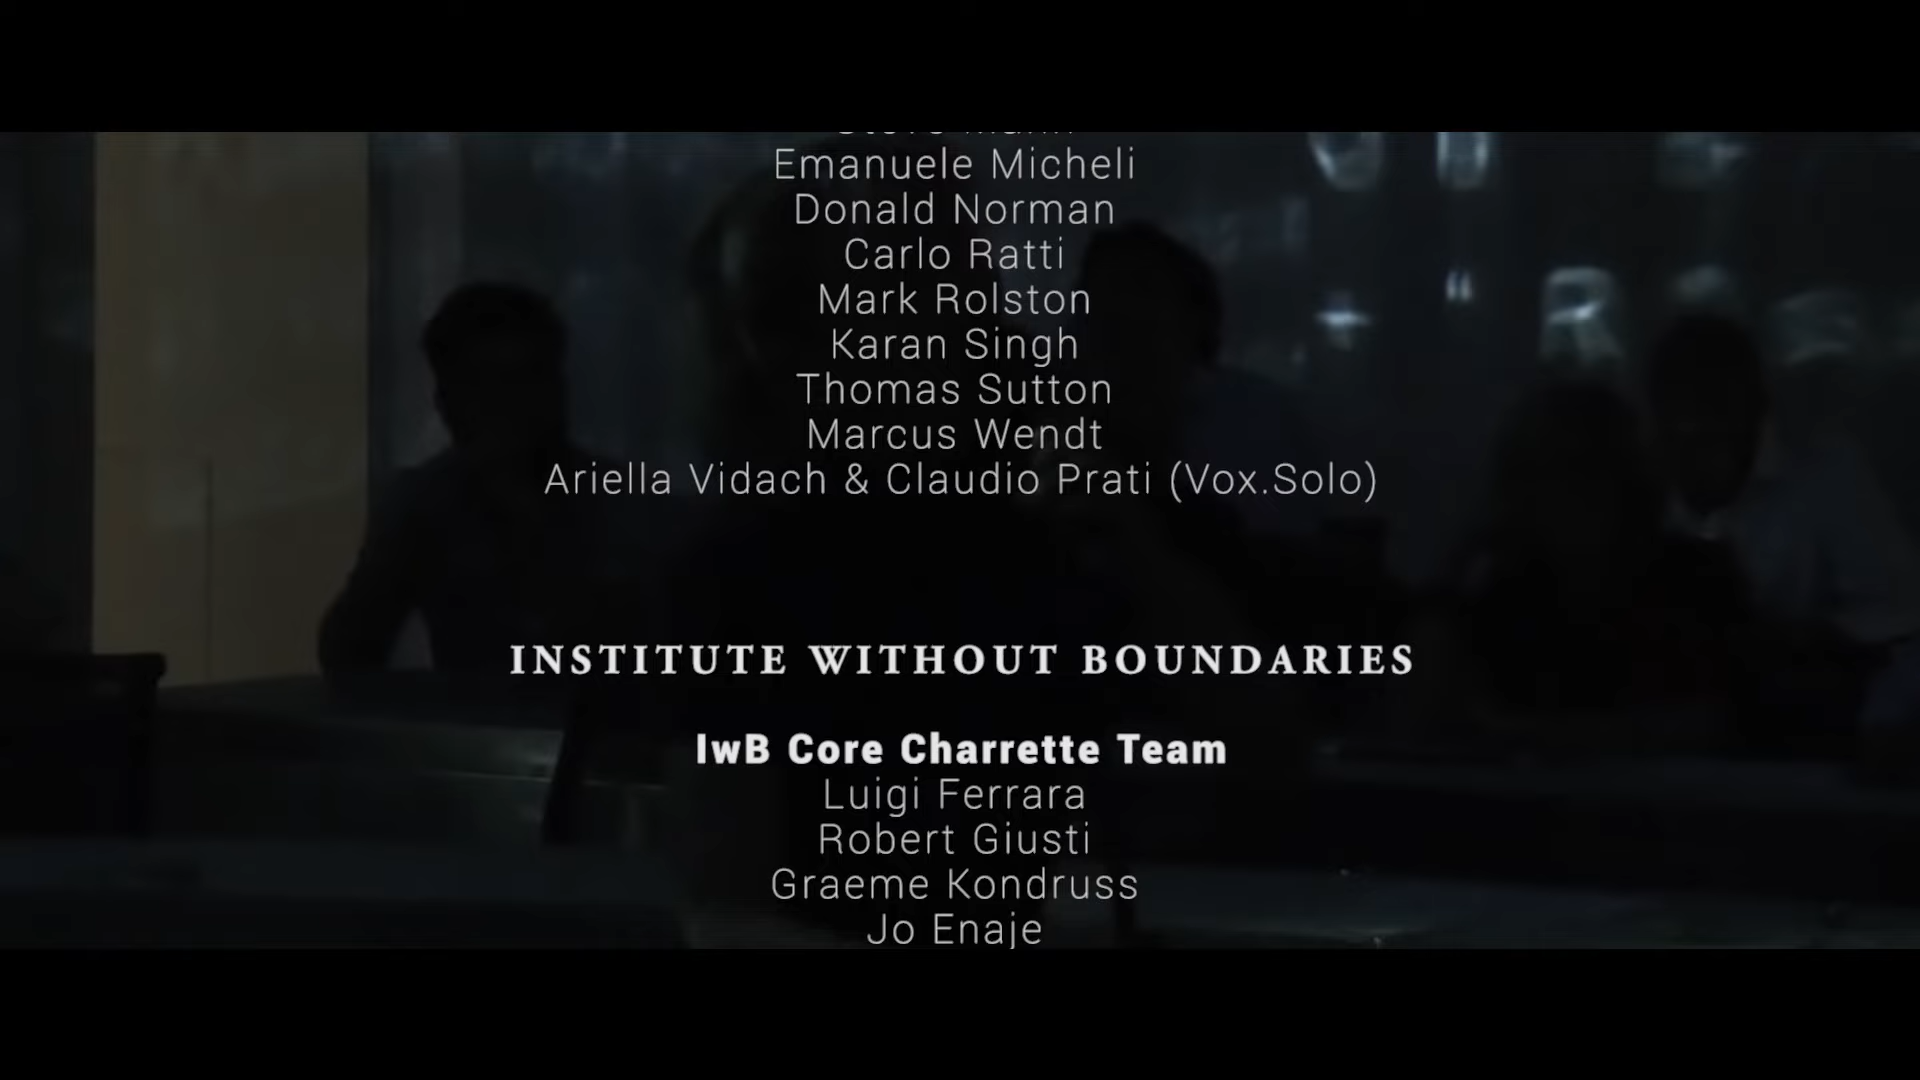 Emanuele Micheli
Donald Norman
Carlo Ratti
Mark Rolston
Karan Singh
Thomas Sutton
Marcus Wendt
Ariella Vidach & Claudio Prati (Vox.Solo)
INSTITUTE WITHOUT BOUNDARIES
IwB Core Charrette Team
Luigi Ferrara
Robert Giusti
Graeme Kondruss
Jo Enaje